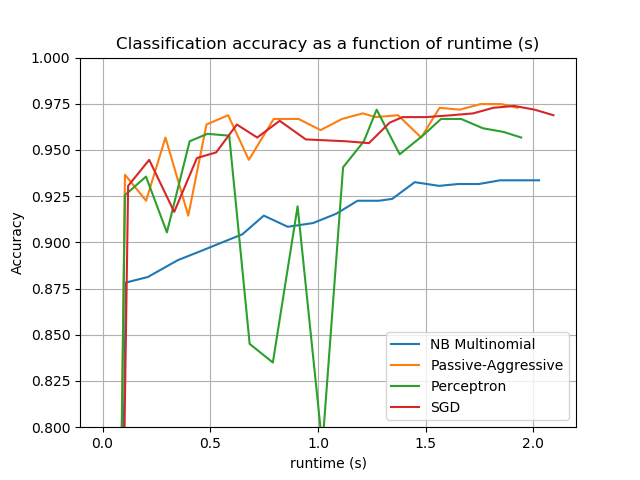 Classification accuracy as a function of runtime (s)
1.000
0.975
0.950
0.925
0.900
0.875
0.850
0.825
0.800
Accuracy
NB Multinomial
Passive-Aggressive
Perceptron
SGD
0.0 0.5 1.0 1.5 2.0
runtime (s)